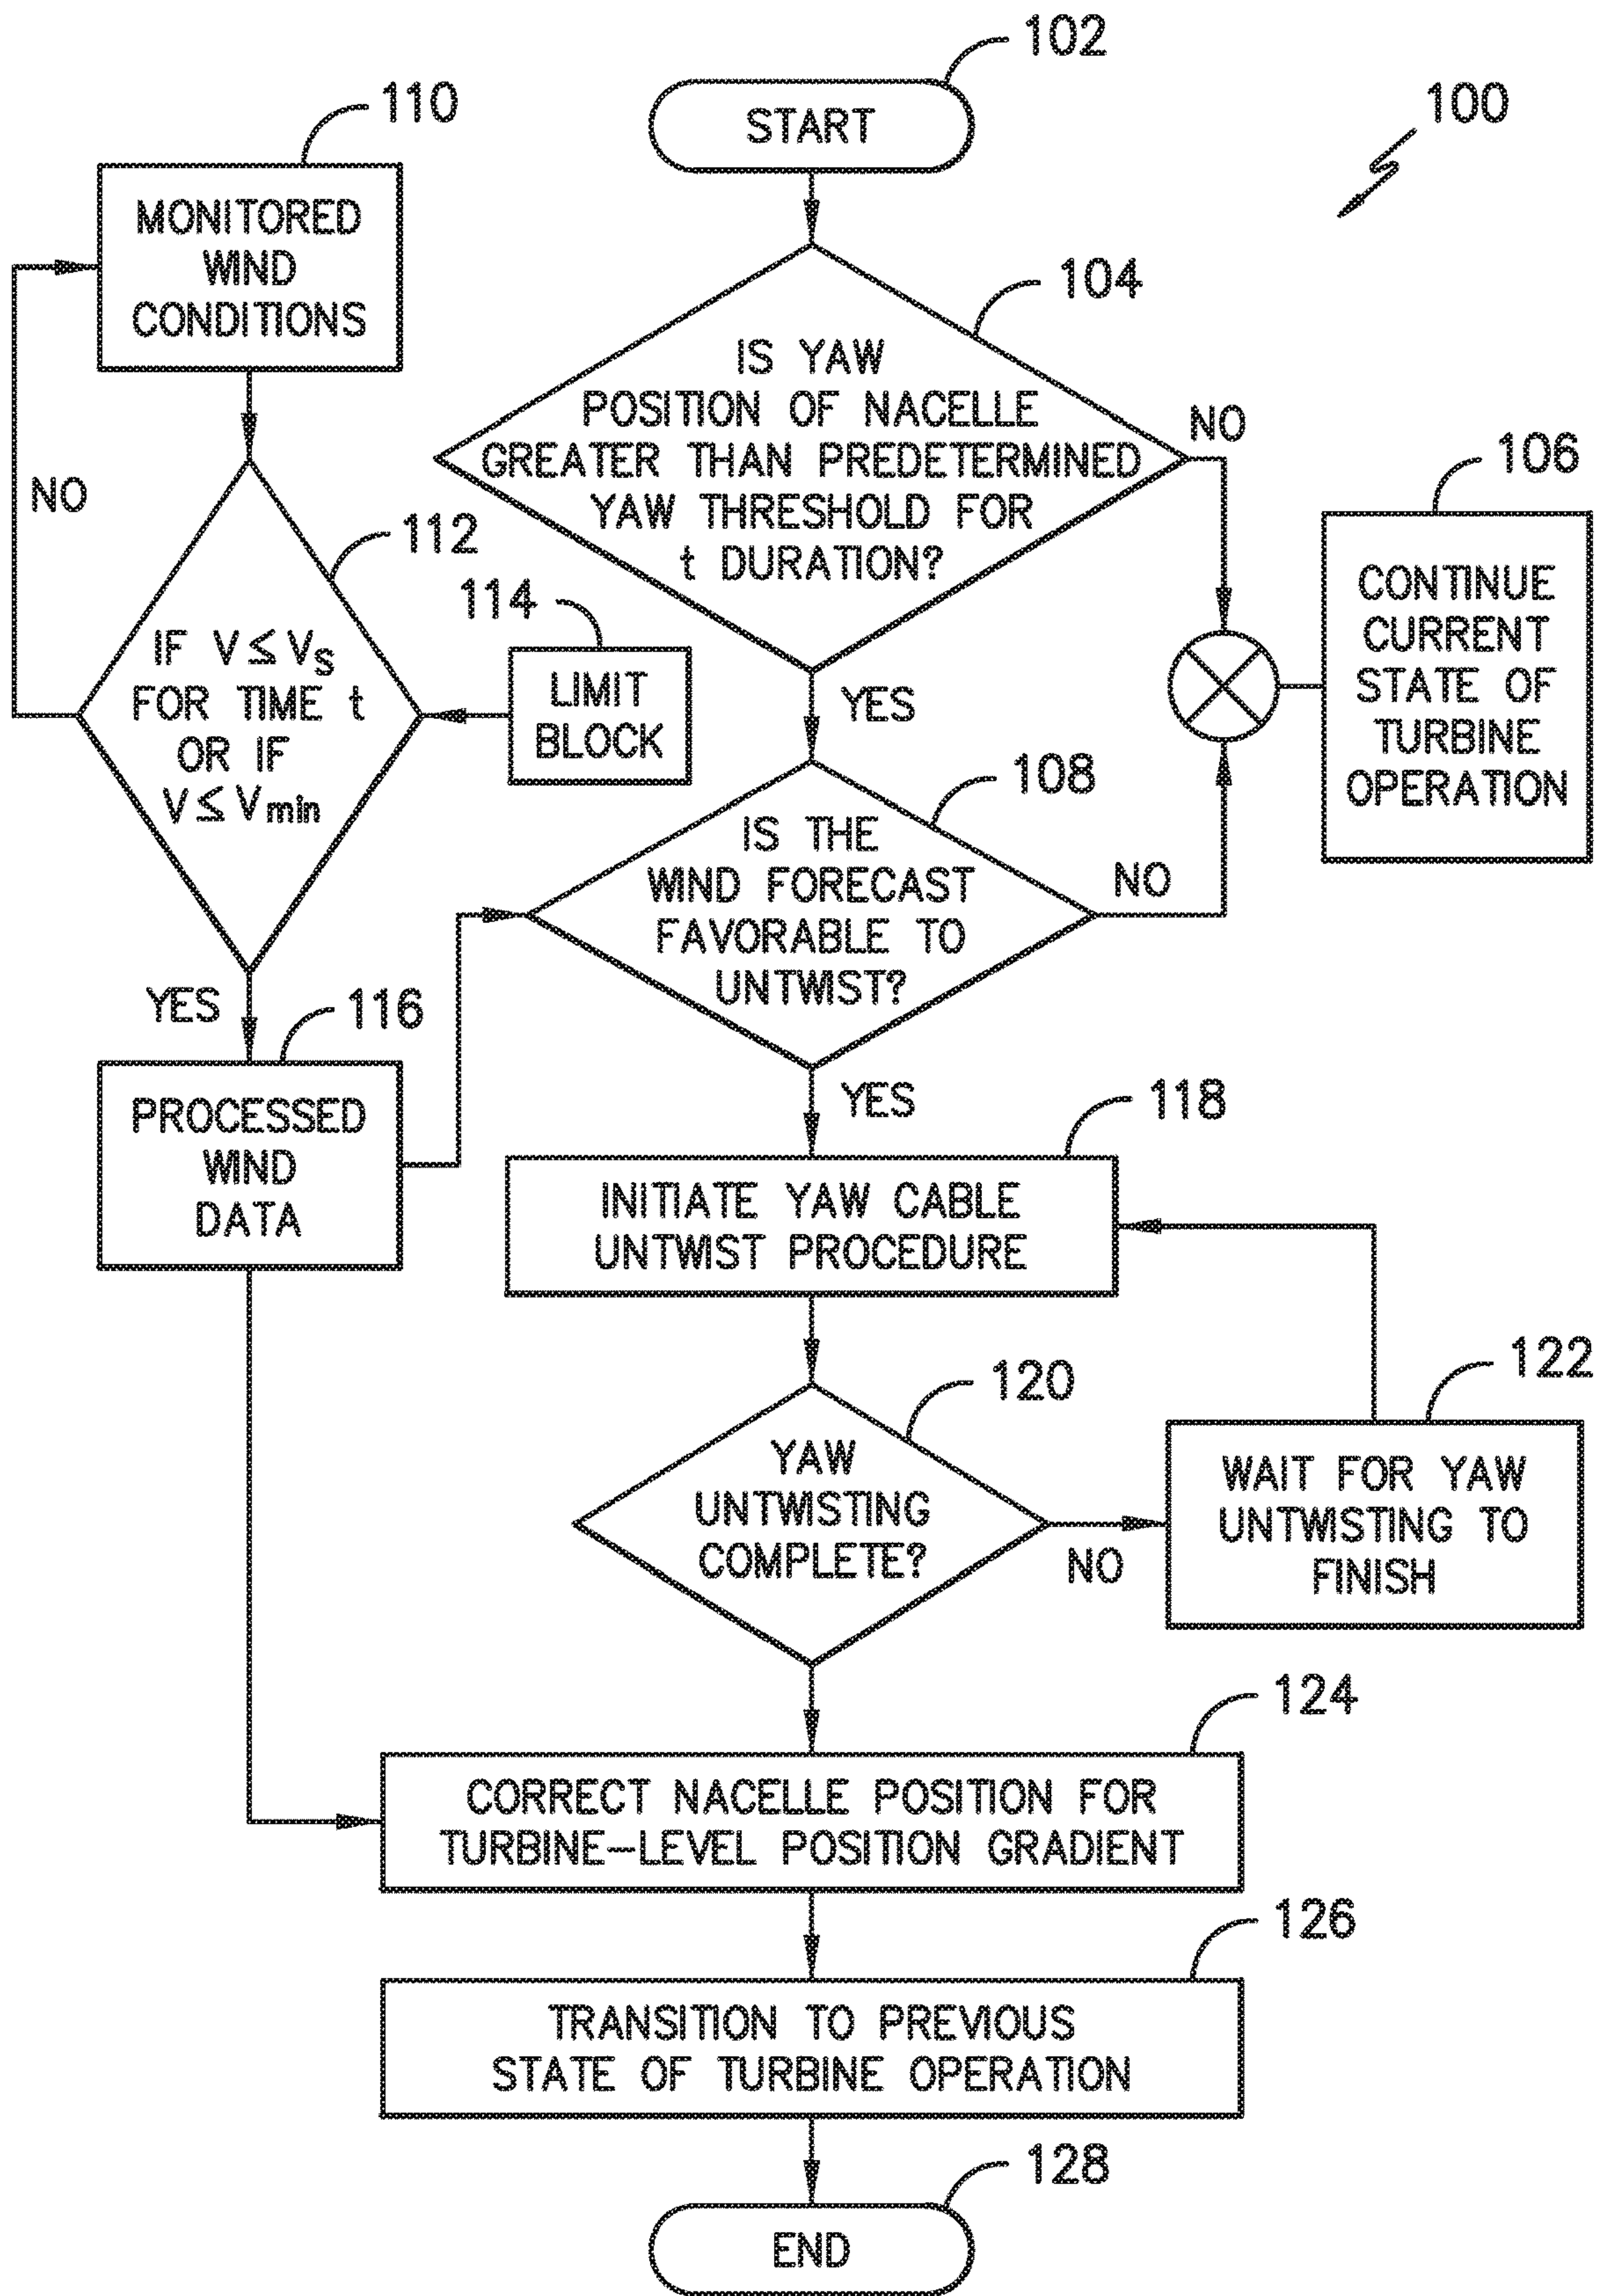 102
START
100
110
MONITORED
WIND
CONDITIONS
104
IS YAW
POSITION OF NACELLE
GREATER THAN PREDETERMINED
YAW THRESHOLD FOR
t DURATION?
NO
YES
106
CONTINUE
CURRENT
STATE OF
TURBINE
OPERATION
NO
112
IF V ≤ Vs
FOR TIME t
OR IF
V ≤ Vmin
YES
114
LIMIT
BLOCK
108
IS THE
WIND FORECAST
FAVORABLE TO
UNTWIST?
NO
YES
116
PROCESSED
WIND
DATA
118
INITIATE YAW CABLE
UNTWIST PROCEDURE
120
YAW
UNTWISTING
COMPLETE?
NO
122
WAIT FOR YAW
UNTWISTING TO
FINISH
124
CORRECT NACELLE POSITION FOR
TURBINE-LEVEL POSITION GRADIENT
126
TRANSITION TO PREVIOUS
STATE OF TURBINE OPERATION
128
END